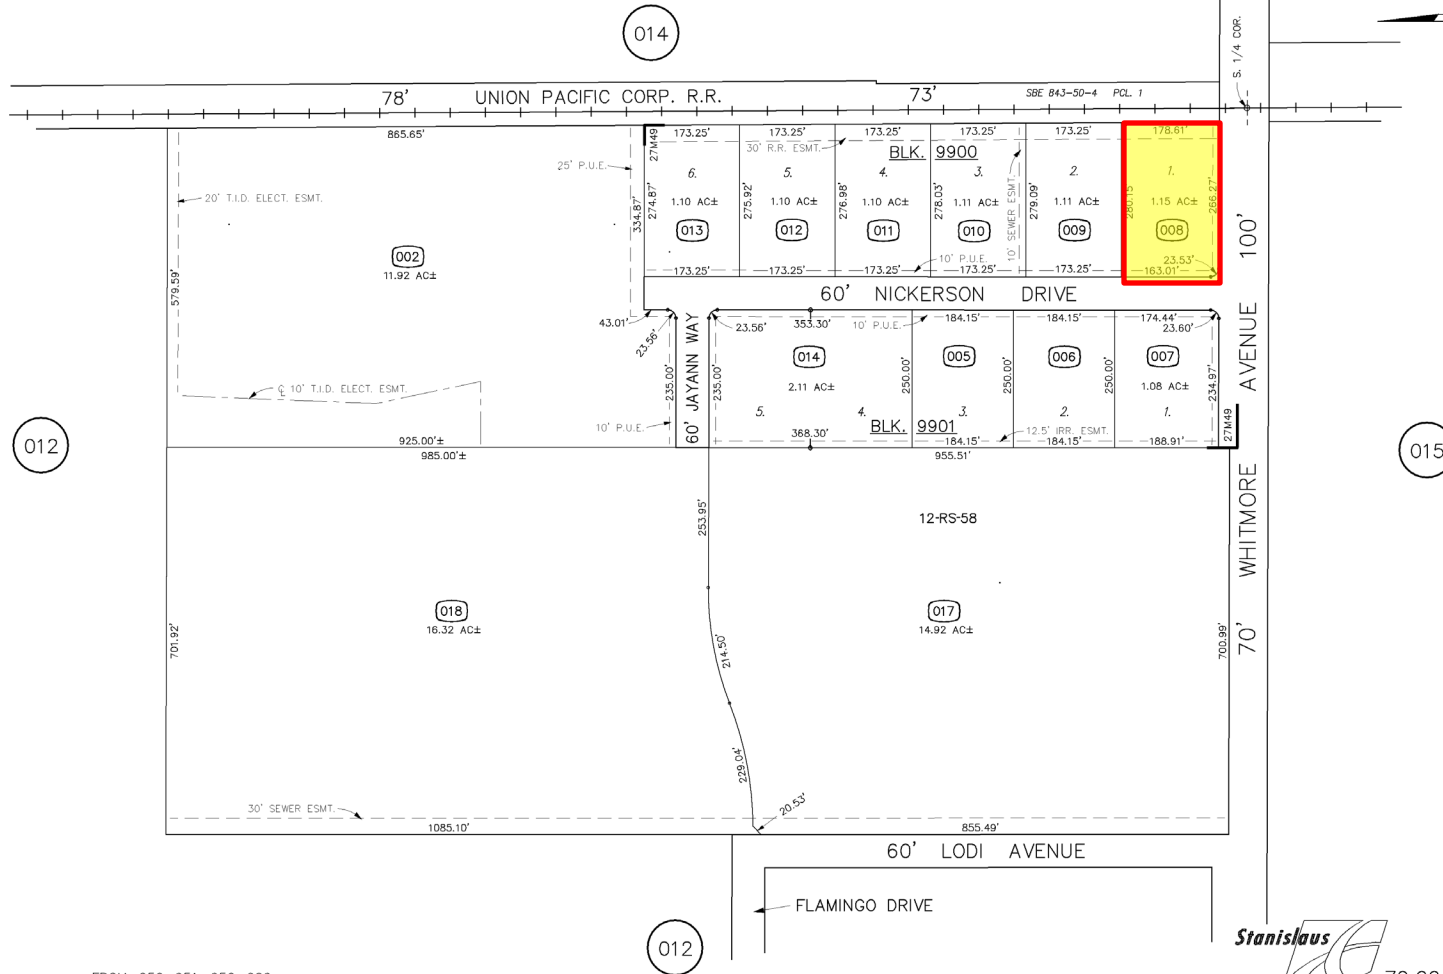 014
S. 1/4 COR.
78' UNION PACIFIC CORP. R.R. 73' SBE 843-50-4 PCL. 1
865.65' 173.25' 173.25' 173.25' 173.25' 173.25' 178.61'
27M49
30' R.R. ESMT. BLK. 9900
25' P.U.E. 6. 5. 4. 3. 2. 1.
20' T.I.D. ELECT. ESMT.
1.10 AC± 1.10 AC± 1.10 AC± 1.11 AC± 1.11 AC± 1.15 AC±
334.87' 274.87' 275.92' 276.98' 278.03' 279.09' 280.15' 266.27'
10' SEWER ESMT.
013 012 011 010 009 008
100'
002
11.92 AC±
579.59'
10' P.U.E. 23.53'
173.25' 173.25' 173.25' 173.25' 173.25' 163.01'
60' NICKERSON DRIVE
43.01' 23.56' 23.56' 353.30' 10' P.U.E. 184.15' 184.15' 174.44' 23.60'
60' JAYANN WAY
AVENUE
014 005 006 007
2.11 AC± 1.08 AC±
235.00' 235.00' 250.00' 250.00' 250.00' 234.97'
℄ 10' T.I.D. ELECT. ESMT.
5. 4. 3. 2. 1.
10' P.U.E. 368.30' BLK. 9901 12.5' IRR. ESMT. 27M49
925.00'± 184.15' 184.15' 188.91'
012
015
985.00'± 955.51'
253.95'
12-RS-58
WHITMORE
018
16.32 AC±
017
14.92 AC±
701.92' 214.50' 700.99' 70'
229.04'
30' SEWER ESMT. 20.53'
1085.10' 855.49'
60' LODI AVENUE
FLAMINGO DRIVE
012
Stanislaus